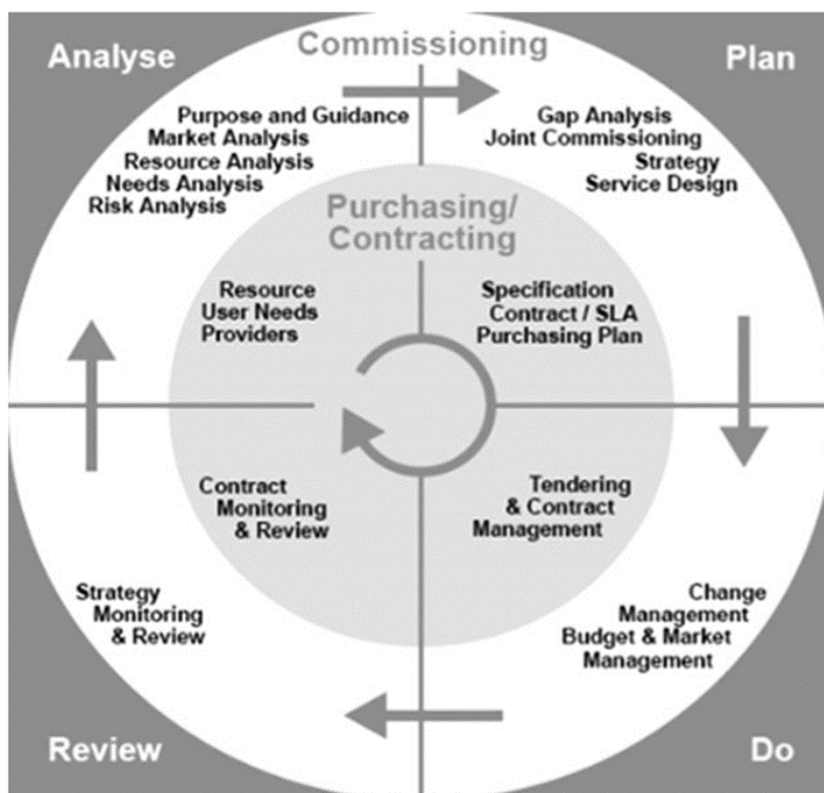 Analyse
Commissioning
Plan
Purpose and Guidance
Market Analysis
Resource Analysis
Needs Analysis
Risk Analysis
Gap Analysis
Joint Commissioning
Strategy
Service Design
Purchasing/
Contracting
Resource
User Needs
Providers
Specification
Contract / SLA
Purchasing Plan
Contract
Monitoring
& Review
Tendering
& Contract
Management
Strategy
Monitoring
& Review
Change
Management
Budget & Market
Management
Review
Do